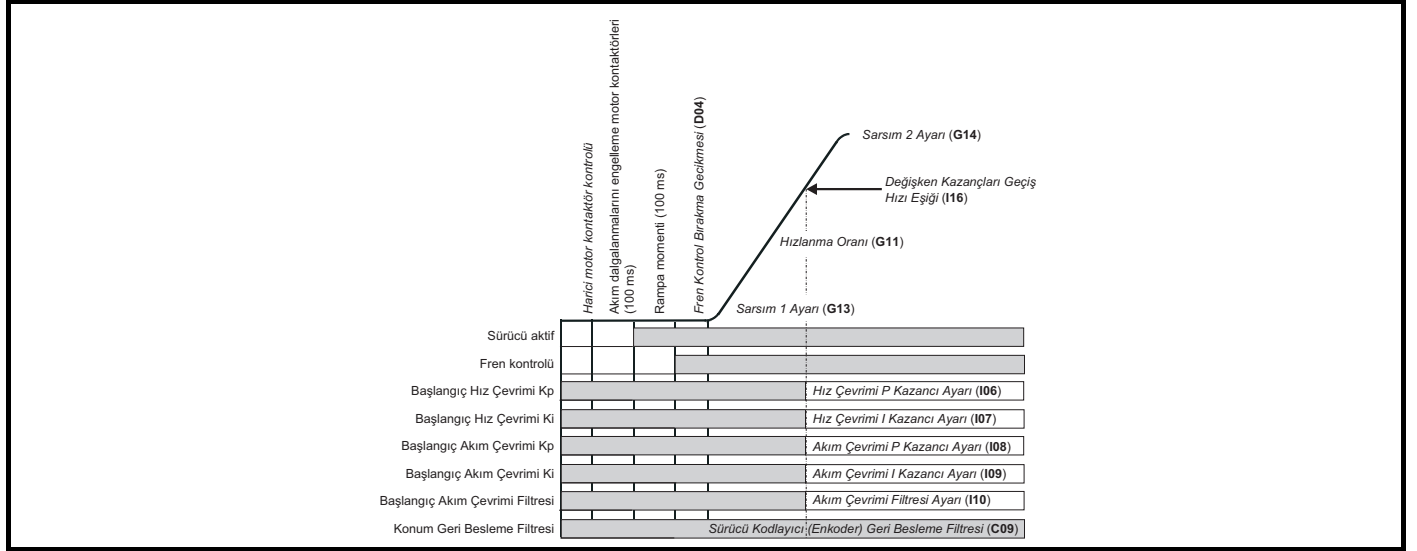 Harici motor kontaktör kontrolü
Akım dalgalanmalarını engelleme motor kontaktörleri
(100 ms)
Rampa momenti (100 ms)
Fren Kontrol Bırakma Gecikmesi (D04)
Sarsım 2 Ayarı (G14)
Değişken Kazançları Geçiş
Hızı Eşiği (I16)
Hızlanma Oranı (G11)
Sarsım 1 Ayarı (G13)
Sürücü aktif
Fren kontrolü
Başlangıç Hız Çevrimi Kp
Hız Çevrimi P Kazancı Ayarı (I06)
Başlangıç Hız Çevrimi Ki
Hız Çevrimi I Kazancı Ayarı (I07)
Başlangıç Akım Çevrimi Kp
Akım Çevrimi P Kazancı Ayarı (I08)
Başlangıç Akım Çevrimi Ki
Akım Çevrimi I Kazancı Ayarı (I09)
Başlangıç Akım Çevrimi Filtresi
Akım Çevrimi Filtresi Ayarı (I10)
Konum Geri Besleme Filtresi
Sürücü Kodlayıcı (Enkoder) Geri Besleme Filtresi (C09)